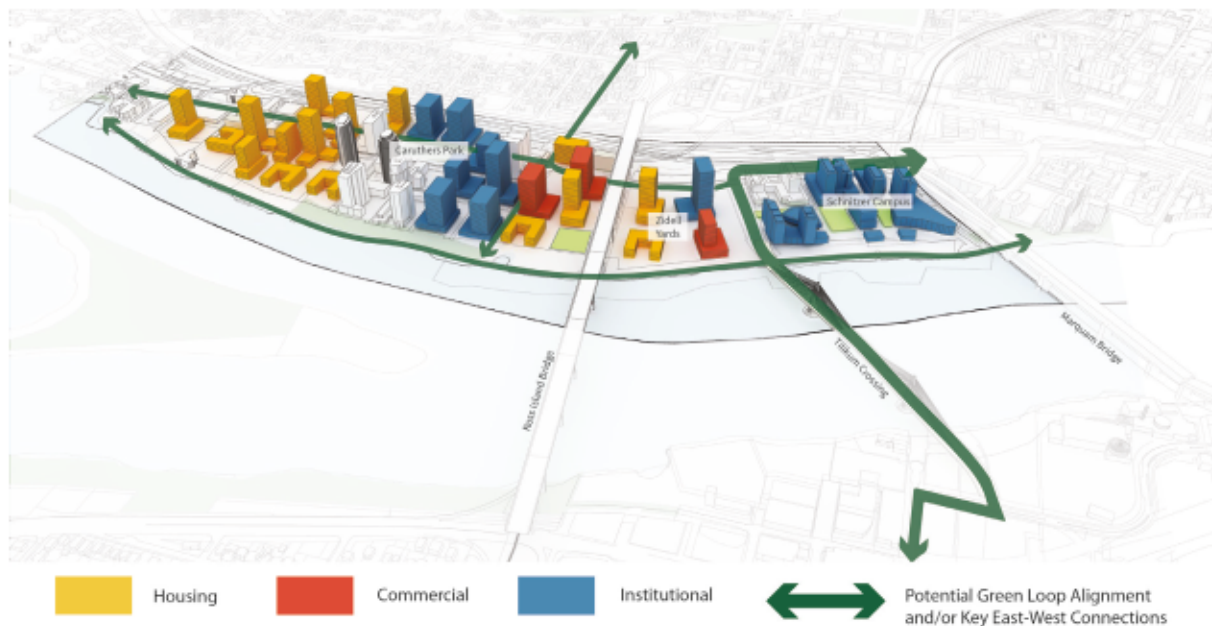 Caruthers Park
Schnitzer Campus
Zidell
Yards
Ross Island Bridge
Tilikum Crossing
Marquam Bridge
Housing
Commercial
Institutional
Potential Green Loop Alignment
and/or Key East-West Connections